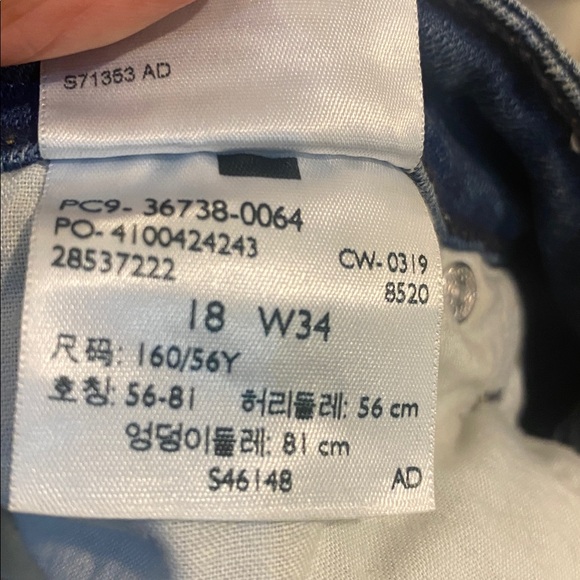 S71353 AD
PC9- 36738-0064
PO- 4100424243
28537222
CW- 0319
8520
18 W34
尺码: 160/56Y
호칭: 56-81 허리둘레: 56 cm
엉덩이둘레: 81 cm
S46148 AD